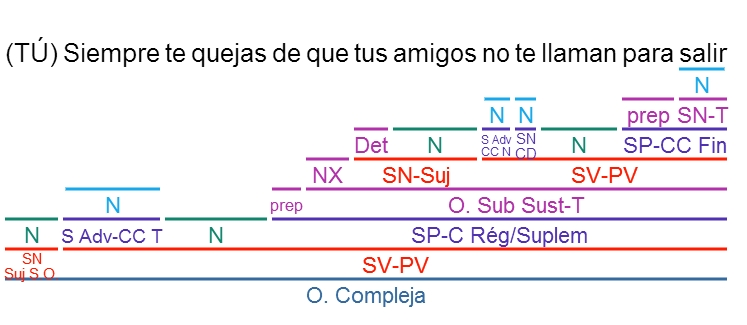 (TÚ) Siempre te quejas de que tus amigos no te llaman para salir
N
N N prep SN-T
Det N S Adv SN N SP-CC Fin
CC N CD
NX SN-Suj SV-PV
N prep O. Sub Sust-T
N S Adv-CC T N SP-C Rég/Suplem
SN SV-PV
Suj S O
O. Compleja